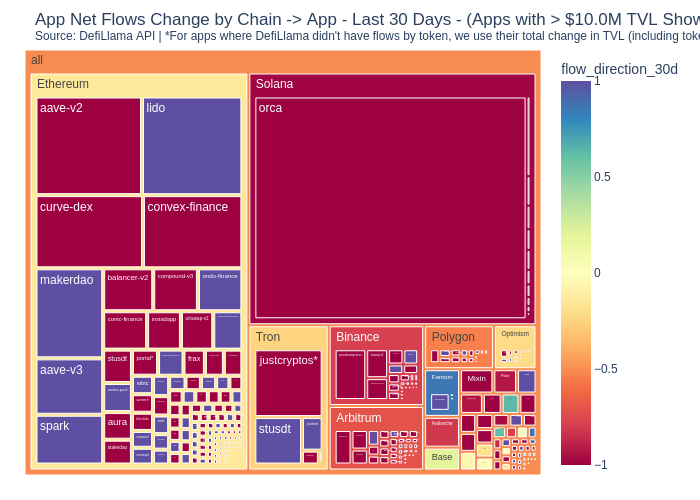 App Net Flows Change by Chain -> App - Last 30 Days - (Apps with > $10.0M TVL Show
Source: DefiLlama API | *For apps where DefiLlama didn't have flows by token, we use their total change in TVL (including toke
all
Ethereum
Solana
aave-v2
lido
orca
curve-dex
convex-finance
makerdao
balancer-v2
compound-v3
ondo-finance
conic-finance
instadapp
uniswap-v2
stusdt
portal*
frax
aave-v3
wbtc
spark
aura
stakedao
Tron
justcryptos*
stusdt
Binance
Arbitrum
Polygon
Optimism
Fantom
Mixin
Pulse
Avalanche
Base
flow_direction_30d
1
0.5
0
−0.5
−1